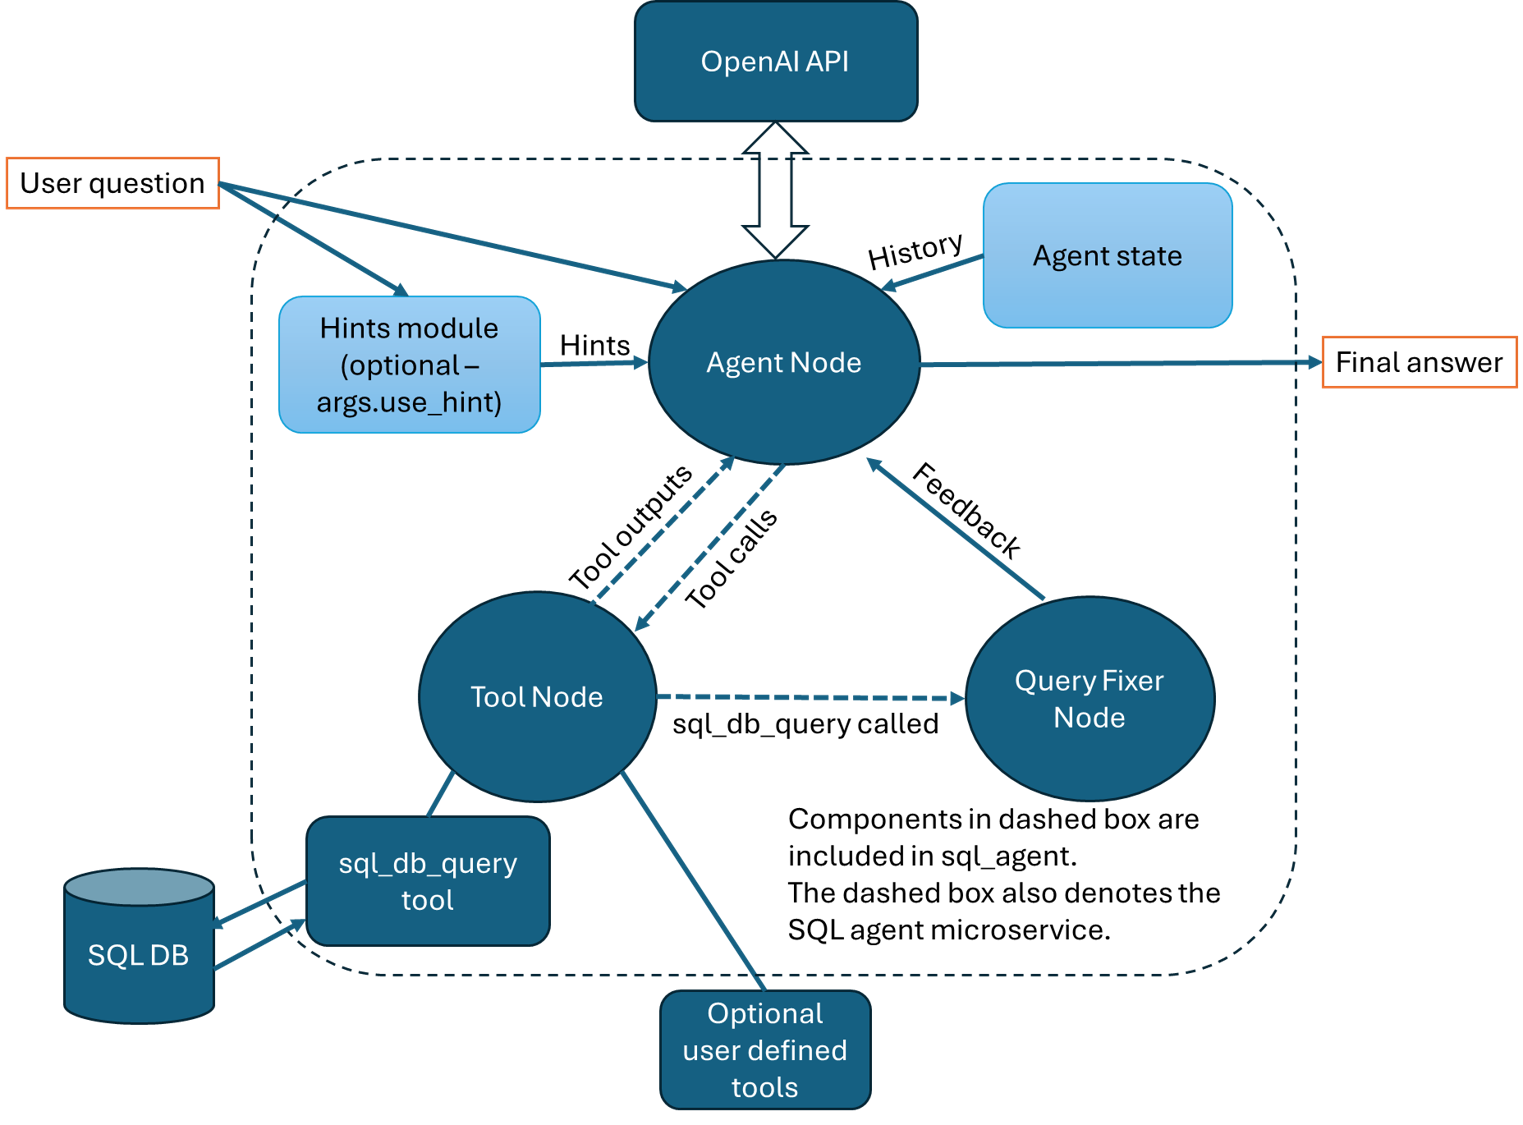 OpenAI API
User question
History
Agent state
Hints module
(optional –
args.use_hint)
Hints
Agent Node
Final answer
Tool outputs
Tool calls
Feedback
Tool Node
sql_db_query called
Query Fixer
Node
Components in dashed box are
included in sql_agent.
The dashed box also denotes the
SQL agent microservice.
sql_db_query
tool
SQL DB
Optional
user defined
tools